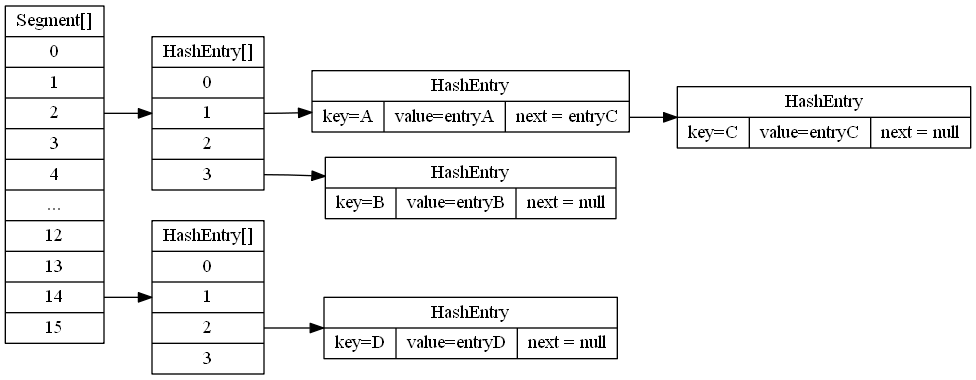 Segment[]
0
1
2
3
4
...
12
13
14
15
HashEntry[]
0
1
2
3
HashEntry
key=A value=entryA next = entryC
HashEntry
key=C value=entryC next = null
HashEntry
key=B value=entryB next = null
HashEntry[]
0
1
2
3
HashEntry
key=D value=entryD next = null